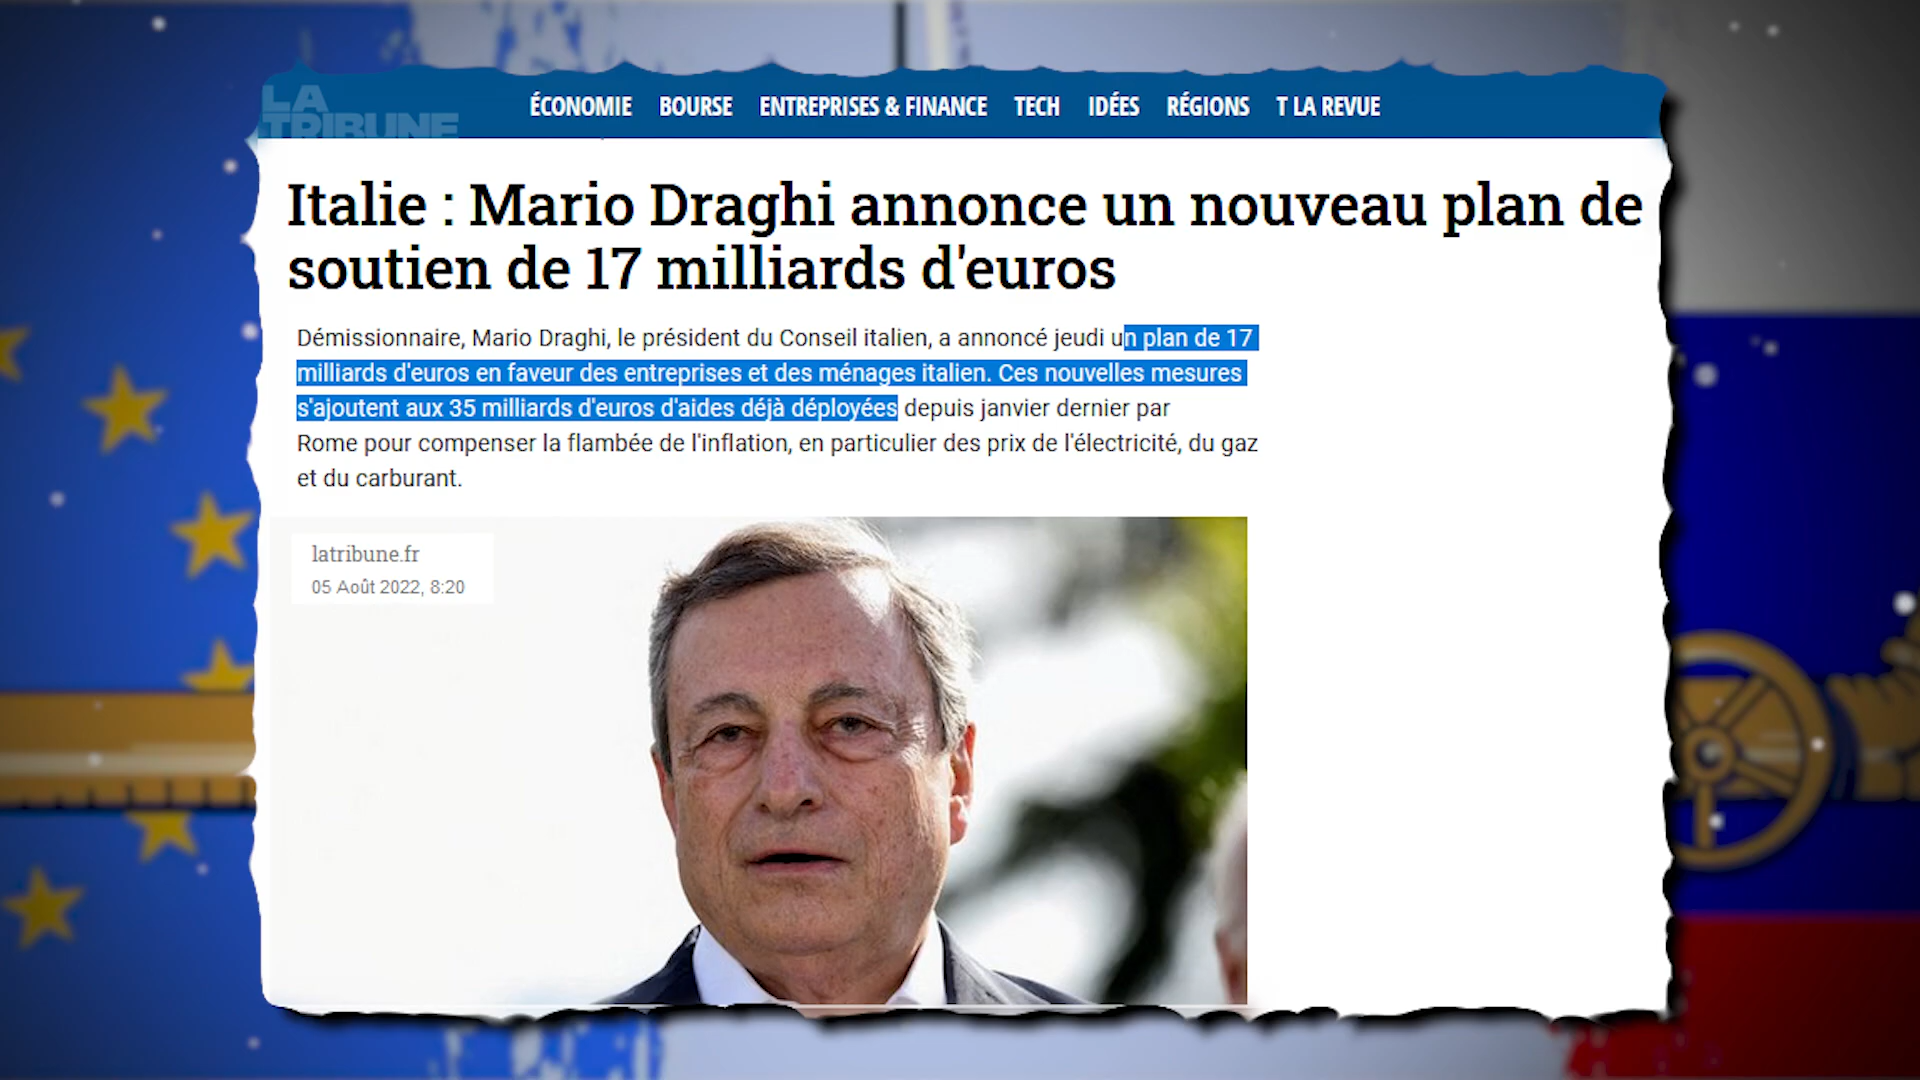 LA
TRIBUNE
ÉCONOMIE BOURSE ENTREPRISES & FINANCE TECH IDÉES RÉGIONS T LA REVUE
Italie : Mario Draghi annonce un nouveau plan de
soutien de 17 milliards d'euros
Démissionnaire, Mario Draghi, le président du Conseil italien, a annoncé jeudi un plan de 17
milliards d'euros en faveur des entreprises et des ménages italien. Ces nouvelles mesures
s'ajoutent aux 35 milliards d'euros d'aides déjà déployées depuis janvier dernier par
Rome pour compenser la flambée de l'inflation, en particulier des prix de l'électricité, du gaz
et du carburant.
latribune.fr
05 Août 2022, 8:20